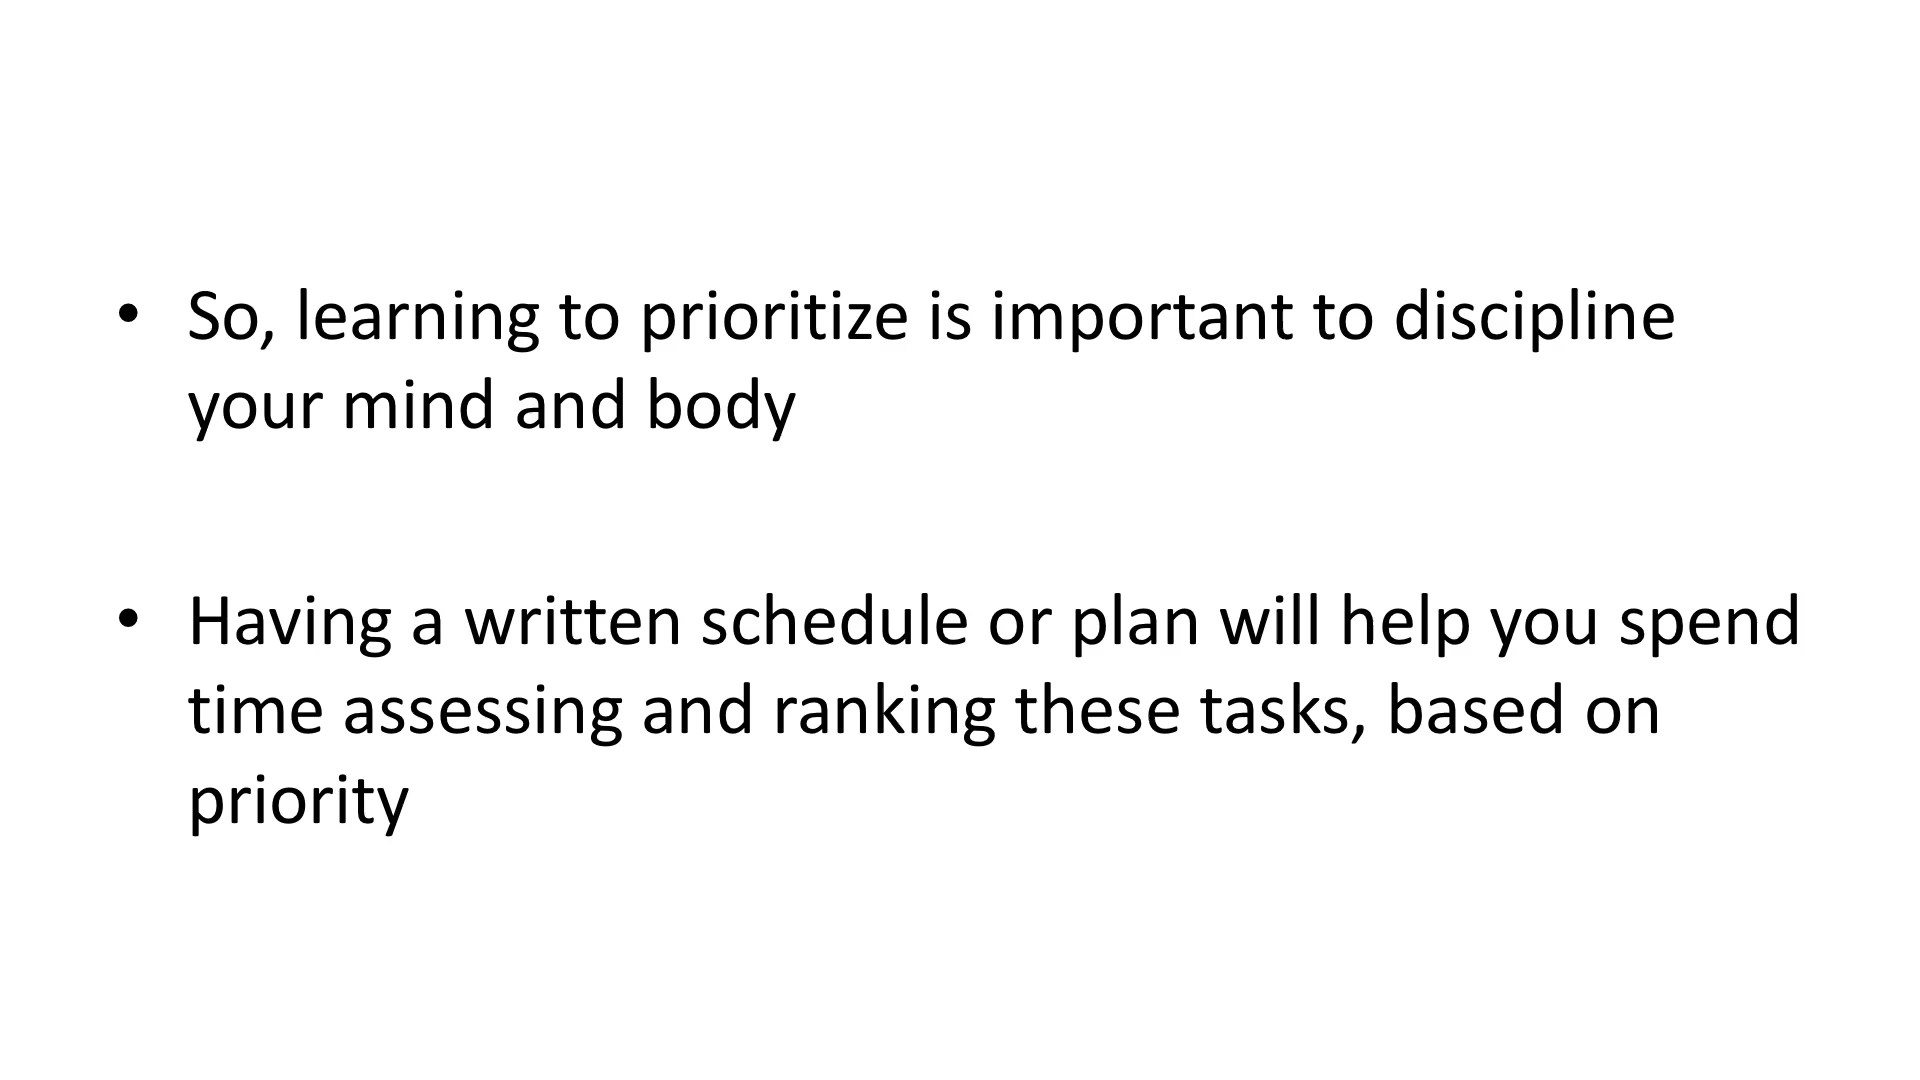 • So, learning to prioritize is important to discipline
your mind and body
• Having a written schedule or plan will help you spend
time assessing and ranking these tasks, based on
priority